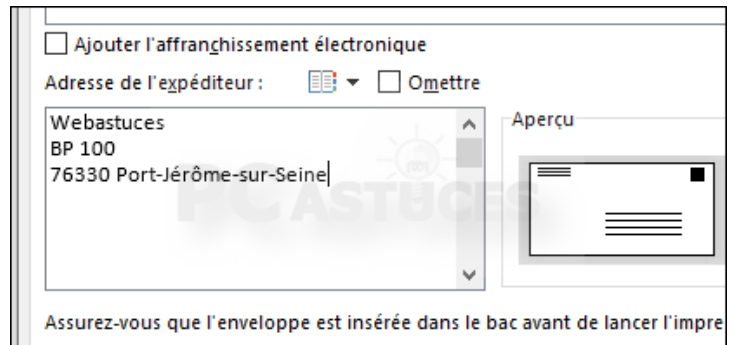 Ajouter l'affranchissement électronique
Adresse de l'expéditeur :
Omettre
Webastuces
BP 100
76330 Port-Jérôme-sur-Seine
Aperçu
PC ASTUCES
Assurez-vous que l'enveloppe est insérée dans le bac avant de lancer l'impre